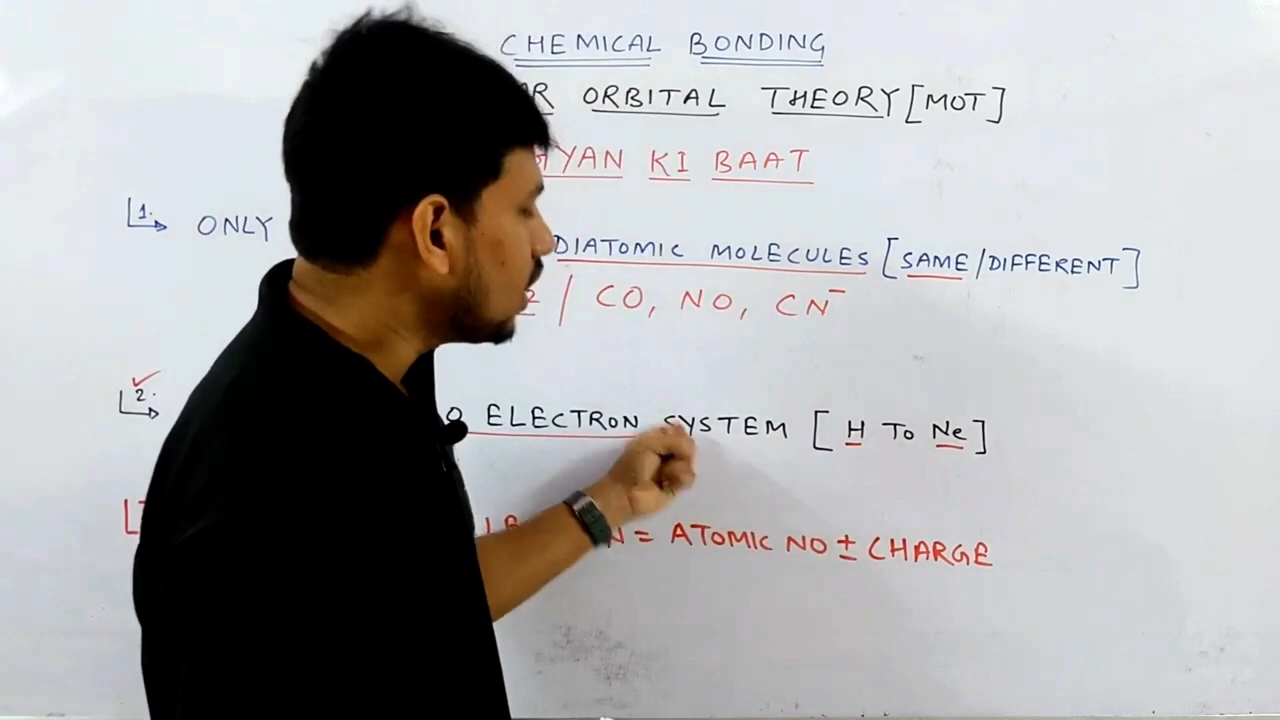 CHEMICAL BONDING
ORBITAL THEORY [MOT]
KI BAAT
1. ONLY DIATOMIC MOLECULES [SAME/DIFFERENT]
2 / CO, NO, CN⁻
2. ELECTRON SYSTEM [H TO Ne]
= ATOMIC NO ± CHARGE